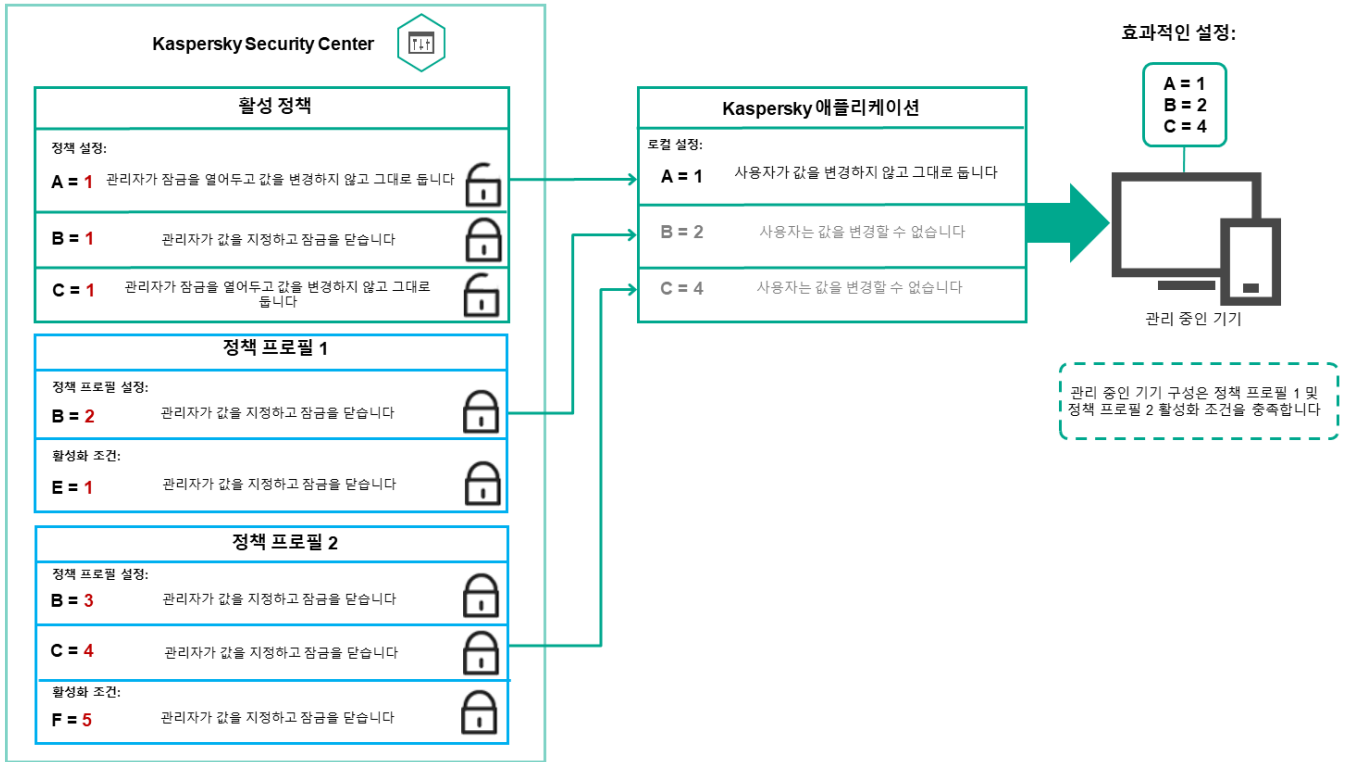 Kaspersky Security Center
활성 정책
정책 설정:
A = 1 관리자가 잠금을 열어두고 값을 변경하지 않고 그대로 둡니다
B = 1 관리자가 값을 지정하고 잠금을 닫습니다
C = 1 관리자가 잠금을 열어두고 값을 변경하지 않고 그대로
둡니다
정책 프로필 1
정책 프로필 설정:
B = 2 관리자가 값을 지정하고 잠금을 닫습니다
활성화 조건:
E = 1 관리자가 값을 지정하고 잠금을 닫습니다
정책 프로필 2
정책 프로필 설정:
B = 3 관리자가 값을 지정하고 잠금을 닫습니다
C = 4 관리자가 값을 지정하고 잠금을 닫습니다
활성화 조건:
F = 5 관리자가 값을 지정하고 잠금을 닫습니다
Kaspersky 애플리케이션
로컬 설정:
A = 1 사용자가 값을 변경하지 않고 그대로 둡니다
B = 2 사용자는 값을 변경할 수 없습니다
C = 4 사용자는 값을 변경할 수 없습니다
효과적인 설정:
A = 1
B = 2
C = 4
관리 중인 기기
관리 중인 기기 구성은 정책 프로필 1 및
정책 프로필 2 활성화 조건을 충족합니다